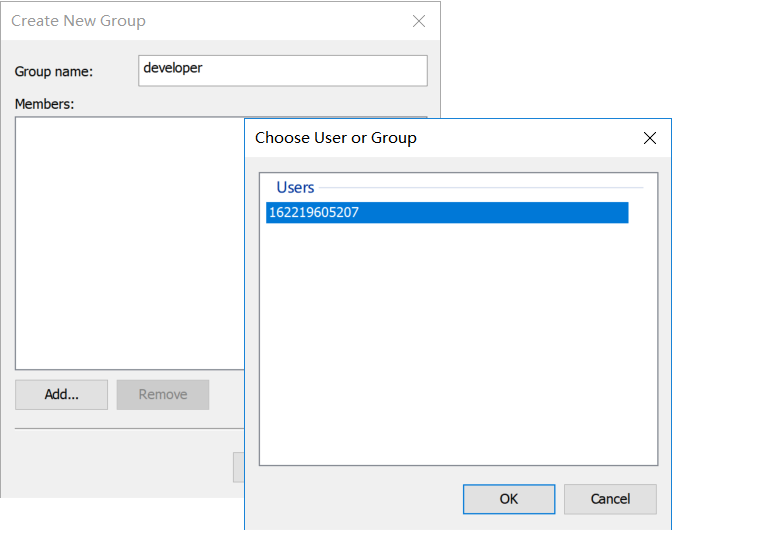 Create New Group
Group name:
developer
Members:
Add...
Remove
Choose User or Group
Users
162219605207
OK
Cancel